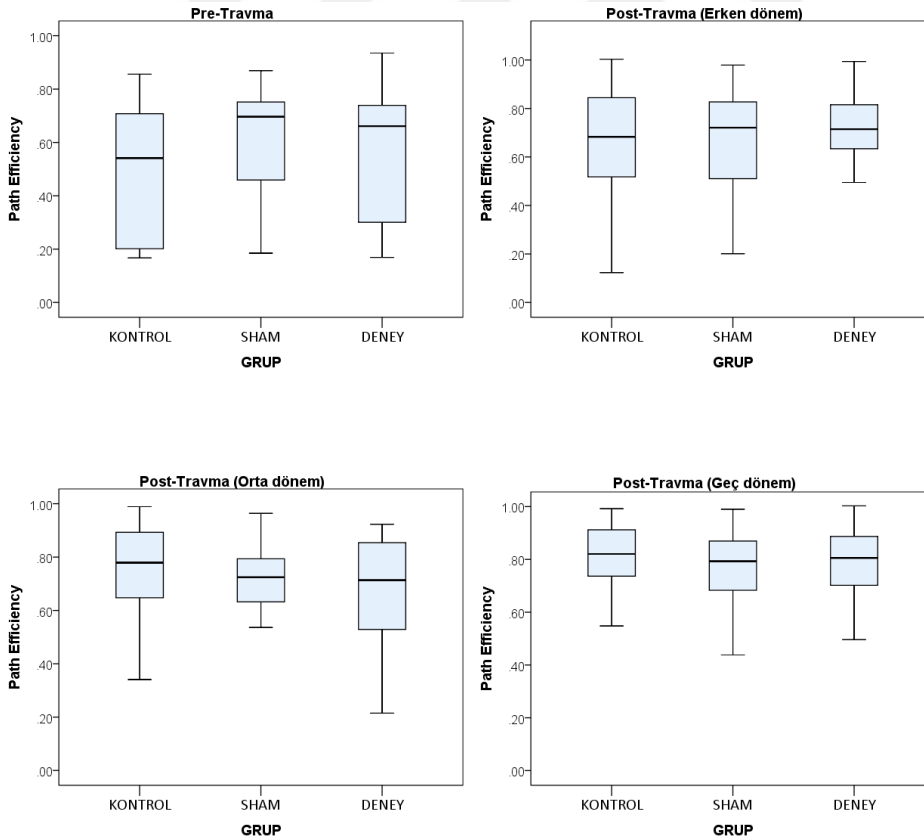 Pre-Travma
Path Efficiency
1.00
.80
.60
.40
.20
.00
KONTROL SHAM DENEY
GRUP
Post-Travma (Erken dönem)
Path Efficiency
1.00
.80
.60
.40
.20
.00
KONTROL SHAM DENEY
GRUP
Post-Travma (Orta dönem)
Path Efficiency
1.00
.80
.60
.40
.20
.00
KONTROL SHAM DENEY
GRUP
Post-Travma (Geç dönem)
Path Efficiency
1.00
.80
.60
.40
.20
.00
KONTROL SHAM DENEY
GRUP